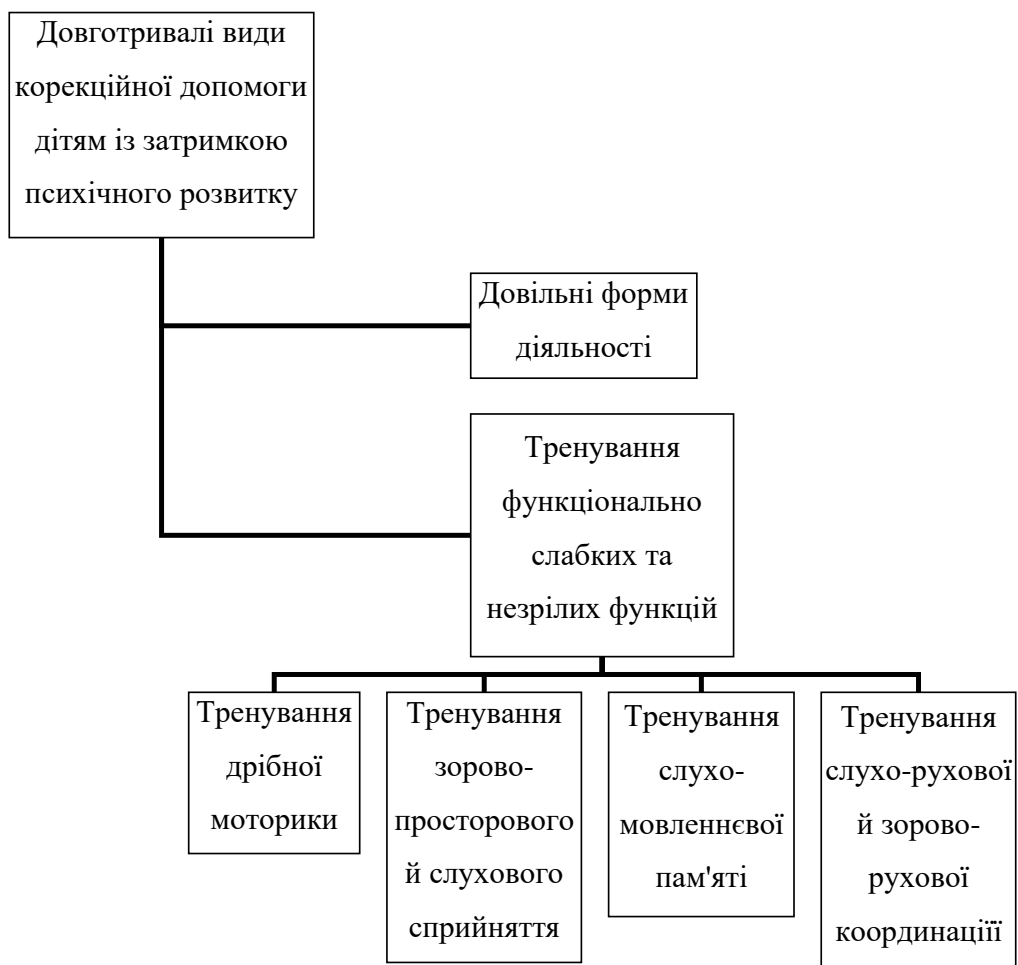 Довготривалі види
корекційної допомоги
дітям із затримкою
психічного розвитку
Довільні форми
діяльності
Тренування
функціонально
слабких та
незрілих функцій
Тренування
дрібної
моторики
Тренування
зорово-
просторового
й слухового
сприйняття
Тренування
слухо-
мовленнєвої
пам'яті
Тренування
слухо-рухової
й зорово-
рухової
координаціїї